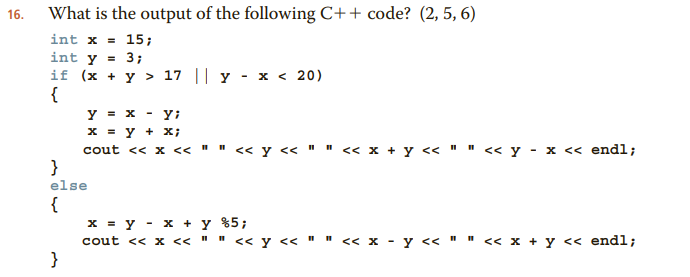 16. What is the output of the following C++ code? (2, 5, 6)
int x = 15;
int y = 3;
if (x + y > 17 || y - x < 20)
{
y = x - y;
x = y + x;
cout << x << " " << y << " " << x + y << " " << y - x << endl;
}
else
{
x = y - x + y %5;
cout << x << " " << y << " " << x - y << " " << x + y << endl;
}